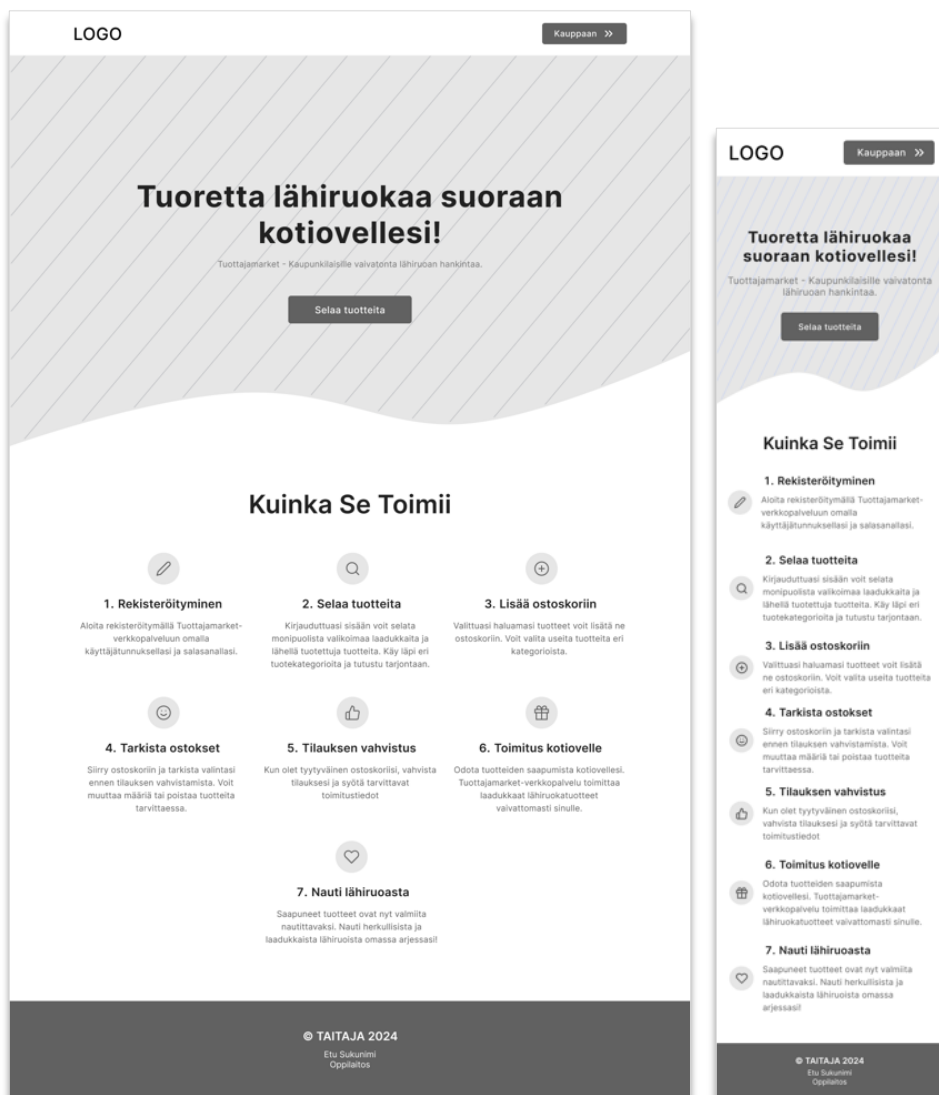 LOGO
Kauppaan
Tuoretta lähiruokaa suoraan
kotiovellesi!
Tuottajamarket - Kaupunkilaisille vaivatonta lähiruoan hankintaa.
Selaa tuotteita
Kuinka Se Toimii
1. Rekisteröityminen
Aloita rekisteröitymällä Tuottajamarket-
verkkopalveluun omalla
käyttäjätunnuksellasi ja salasanallasi.
2. Selaa tuotteita
Kirjauduttuasi sisään voit selata
monipuolista valikoimaa laadukkaita ja
lähellä tuotettuja tuotteita. Käy läpi eri
tuotekategorioita ja tutustu tarjontaan.
3. Lisää ostoskoriin
Valittuasi haluamasi tuotteet voit lisätä ne
ostoskoriin. Voit valita useita tuotteita eri
kategorioista.
4. Tarkista ostokset
Siirry ostoskoriin ja tarkista valintasi
ennen tilauksen vahvistamista. Voit
muuttaa määriä tai poistaa tuotteita
tarvittaessa.
5. Tilauksen vahvistus
Kun olet tyytyväinen ostoskoriisi, vahvista
tilauksesi ja syötä tarvittavat
toimitustiedot
6. Toimitus kotiovelle
Odota tuotteiden saapumista kotiovellesi.
Tuottajamarket-verkkopalvelu toimittaa
laadukkaat lähiruokatuotteet
vaivattomasti sinulle.
7. Nauti lähiruoasta
Saapuneet tuotteet ovat nyt valmiita
nautittavaksi. Nauti herkullisista ja
laadukkaista lähiruoista omassa arjessasi!
© TAITAJA 2024
Etu Sukunimi
Oppilaitos
LOGO
Kauppaan
Tuoretta lähiruokaa
suoraan kotiovellesi!
Tuottajamarket - Kaupunkilaisille vaivatonta
lähiruoan hankintaa.
Selaa tuotteita
Kuinka Se Toimii
1. Rekisteröityminen
Aloita rekisteröitymällä Tuottajamarket-
verkkopalveluun omalla
käyttäjätunnuksellasi ja salasanallasi.
2. Selaa tuotteita
Kirjauduttuasi sisään voit selata
monipuolista valikoimaa laadukkaita ja
lähellä tuotettuja tuotteita. Käy läpi eri
tuotekategorioita ja tutustu tarjontaan.
3. Lisää ostoskoriin
Valittuasi haluamasi tuotteet voit lisätä
ne ostoskoriin. Voit valita useita tuotteita
eri kategorioista.
4. Tarkista ostokset
Siirry ostoskoriin ja tarkista valintasi
ennen tilauksen vahvistamista. Voit
muuttaa määriä tai poistaa tuotteita
tarvittaessa.
5. Tilauksen vahvistus
Kun olet tyytyväinen ostoskoriisi,
vahvista tilauksesi ja syötä tarvittavat
toimitustiedot
6. Toimitus kotiovelle
Odota tuotteiden saapumista
kotiovellesi. Tuottajamarket-
verkkopalvelu toimittaa laadukkaat
lähiruokatuotteet vaivattomasti sinulle.
7. Nauti lähiruoasta
Saapuneet tuotteet ovat nyt valmiita
nautittavaksi. Nauti herkullisista ja
laadukkaista lähiruoista omassa
arjessasi!
© TAITAJA 2024
Etu Sukunimi
Oppilaitos